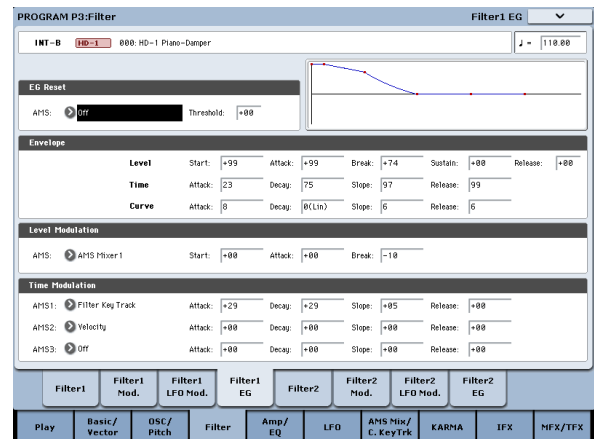 PROGRAM P3:Filter Filter1 EG
INT-B HD-1 000: HD-1 Piano-Damper ♩ = 110.00
EG Reset
AMS: Off Threshold: +00
Envelope
Level Start: +99 Attack: +99 Break: +74 Sustain: +00 Release: +00
Time Attack: 23 Decay: 75 Slope: 97 Release: 99
Curve Attack: 8 Decay: 0(Lin) Slope: 6 Release: 6
Level Modulation
AMS: AMS Mixer1 Start: +00 Attack: +00 Break: -10
Time Modulation
AMS1: Filter Key Track Attack: +29 Decay: +29 Slope: +05 Release: +00
AMS2: Velocity Attack: +00 Decay: +00 Slope: +00 Release: +00
AMS3: Off Attack: +00 Decay: +00 Slope: +00 Release: +00
Filter1 Filter1 Mod. Filter1 LFO Mod. Filter1 EG Filter2 Filter2 Mod. Filter2 LFO Mod. Filter2 EG
Play Basic/ Vector OSC/ Pitch Filter Amp/ EQ LFO AMS Mix/ C.KeyTrk KARMA IFX MFX/TFX